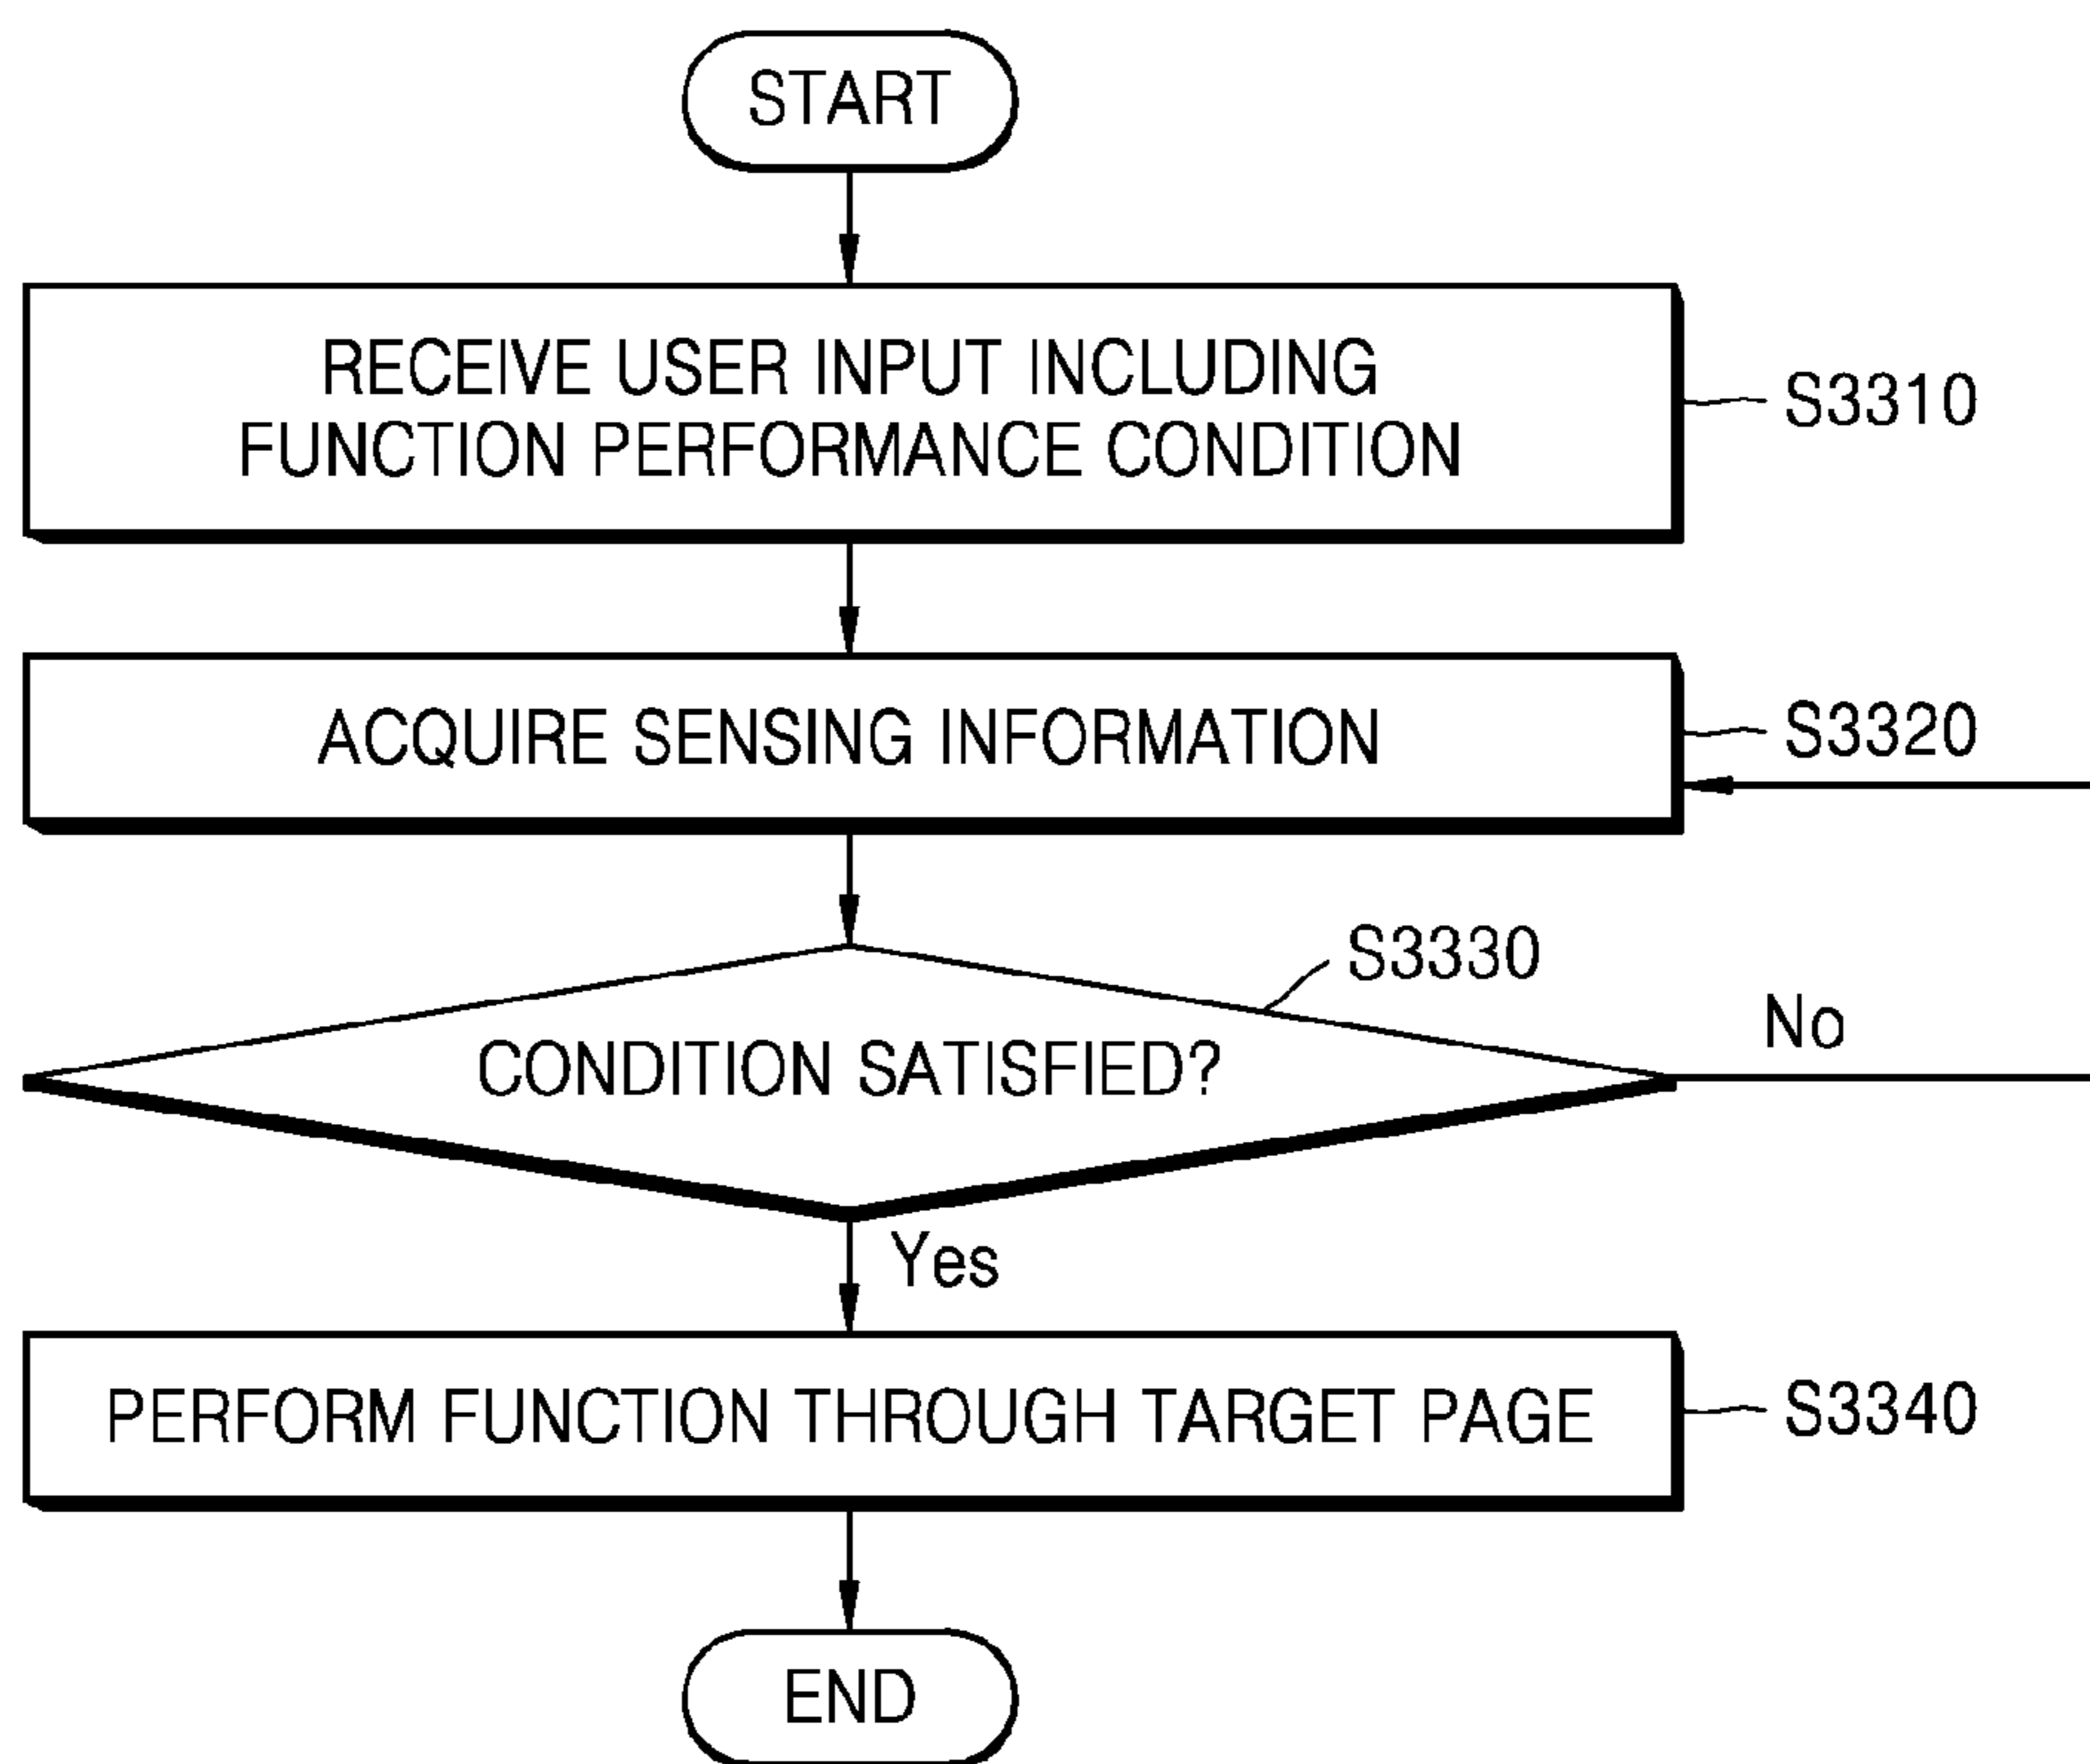 START
RECEIVE USER INPUT INCLUDING
FUNCTION PERFORMANCE CONDITION
S3310
ACQUIRE SENSING INFORMATION
S3320
S3330
CONDITION SATISFIED?
No
Yes
PERFORM FUNCTION THROUGH TARGET PAGE
S3340
END